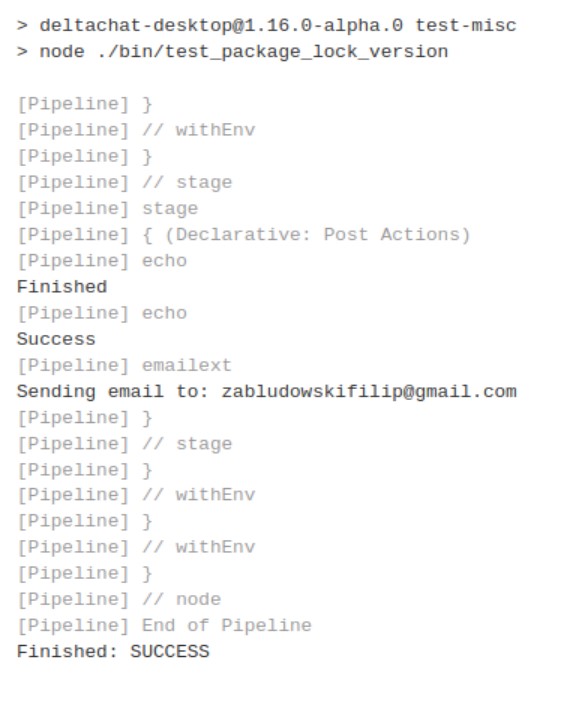 > deltachat-desktop@1.16.0-alpha.0 test-misc
> node ./bin/test_package_lock_version
[Pipeline] }
[Pipeline] // withEnv
[Pipeline] }
[Pipeline] // stage
[Pipeline] stage
[Pipeline] { (Declarative: Post Actions)
[Pipeline] echo
Finished
[Pipeline] echo
Success
[Pipeline] emailext
Sending email to: zabludowskifilip@gmail.com
[Pipeline] }
[Pipeline] // stage
[Pipeline] }
[Pipeline] // withEnv
[Pipeline] }
[Pipeline] // withEnv
[Pipeline] }
[Pipeline] // node
[Pipeline] End of Pipeline
Finished: SUCCESS